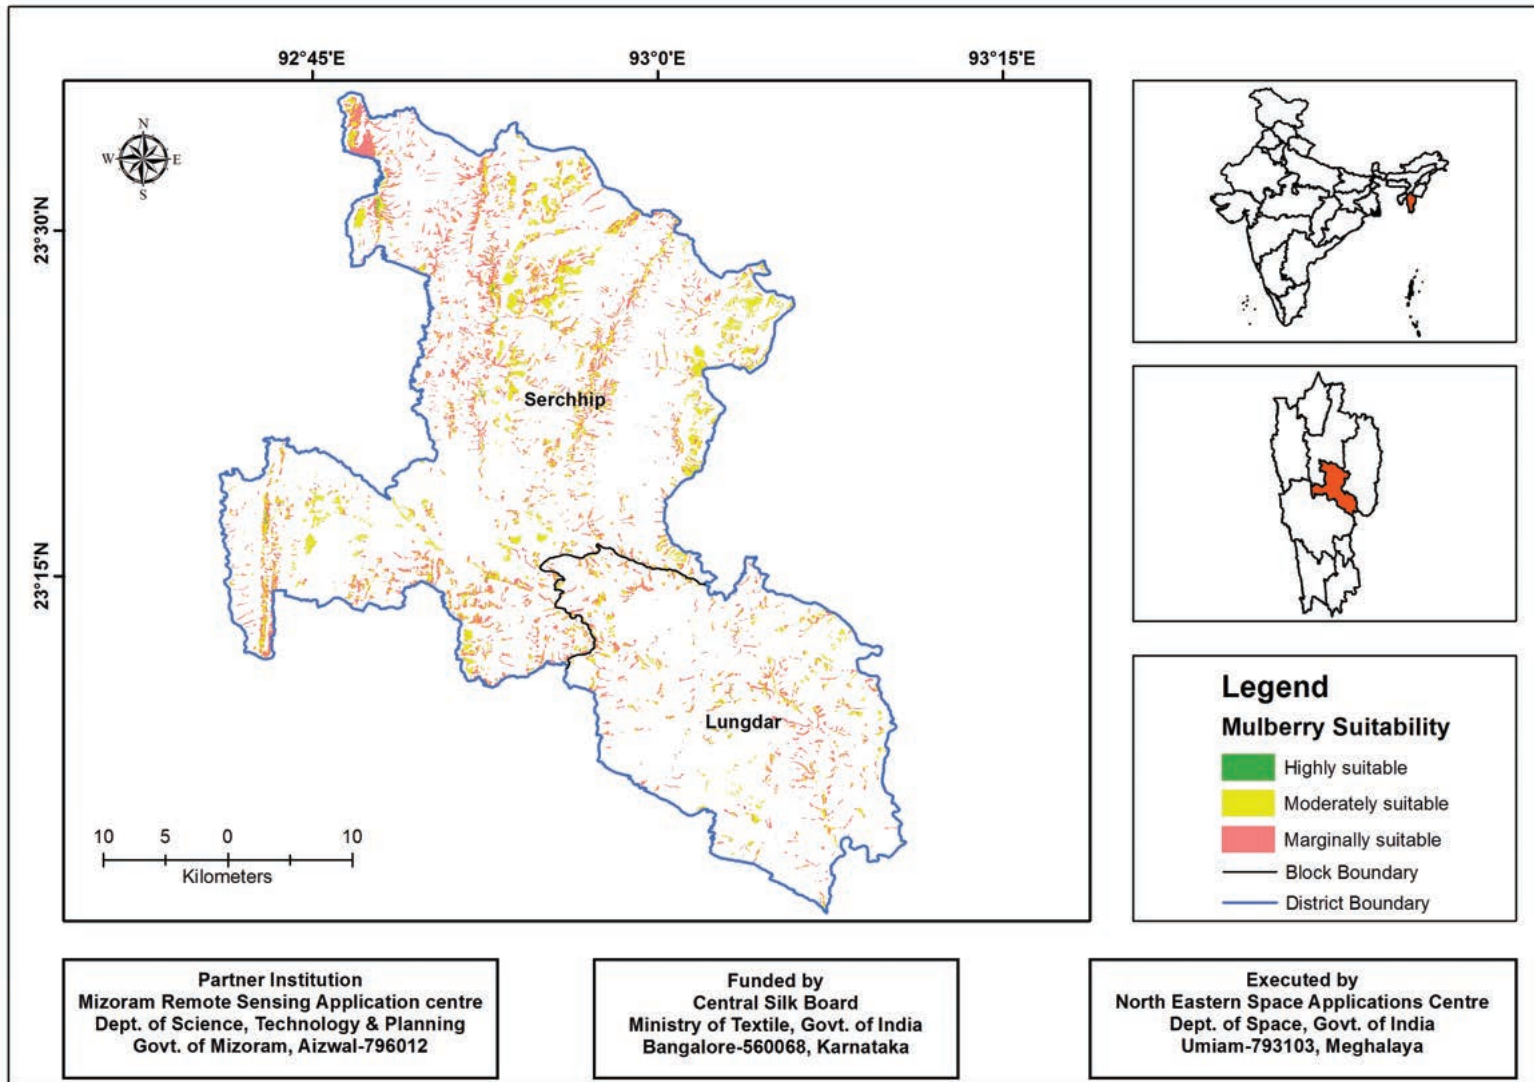 92°45'E
93°0'E
93°15'E
N
W
E
S
23°30'N
23°15'N
Serchhip
Lungdar
10 5 0 10
Kilometers
Legend
Mulberry Suitability
Highly suitable
Moderately suitable
Marginally suitable
Block Boundary
District Boundary
Partner Institution
Mizoram Remote Sensing Application centre
Dept. of Science, Technology & Planning
Govt. of Mizoram, Aizwal-796012
Funded by
Central Silk Board
Ministry of Textile, Govt. of India
Bangalore-560068, Karnataka
Executed by
North Eastern Space Applications Centre
Dept. of Space, Govt. of India
Umiam-793103, Meghalaya